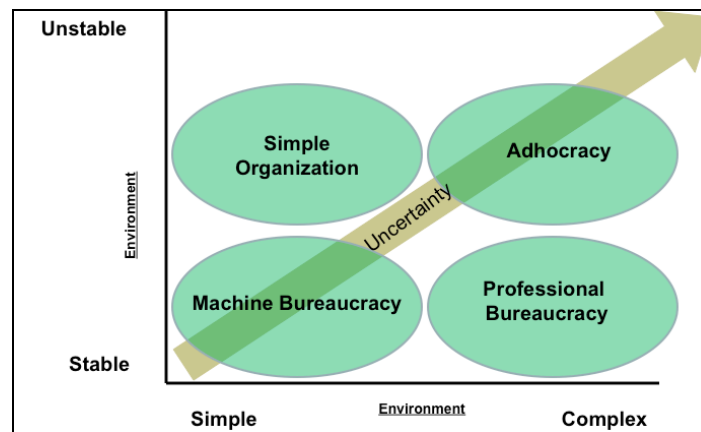 Unstable
Simple
Organization
Adhocracy
Environment
Uncertainty
Machine Bureaucracy
Professional
Bureaucracy
Stable
Simple
Environment
Complex